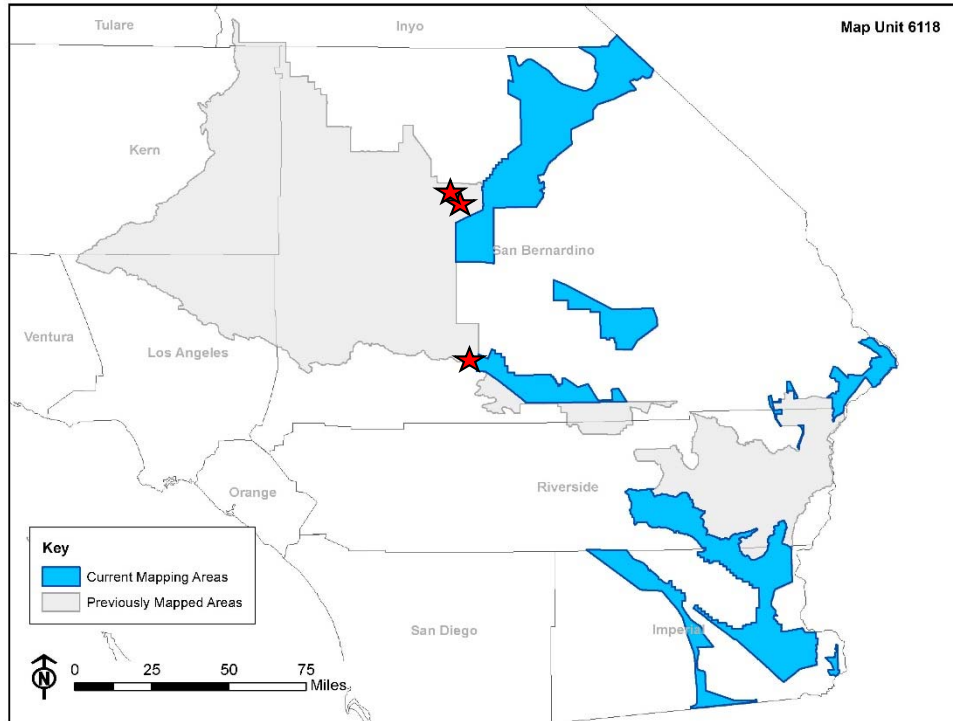 Tulare
Inyo
Map Unit 6118
Kern
San Bernardino
Ventura
Los Angeles
Orange
Riverside
Key
Current Mapping Areas
Previously Mapped Areas
San Diego
Imperial
N
0 25 50 75
Miles